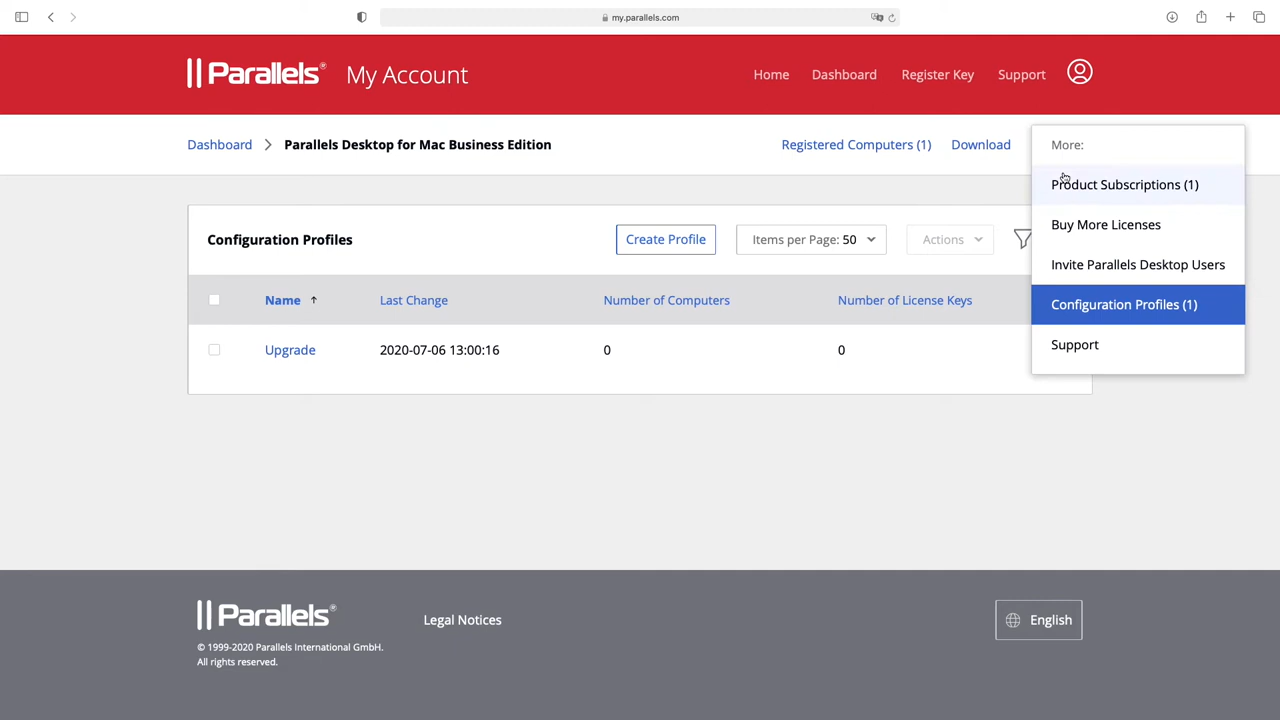 my.parallels.com
Parallels® My Account
Home Dashboard Register Key Support
Dashboard Parallels Desktop for Mac Business Edition Registered Computers (1) Download
More:
Product Subscriptions (1)
Buy More Licenses
Invite Parallels Desktop Users
Configuration Profiles (1)
Support
Configuration Profiles Create Profile Items per Page: 50 Actions
Name Last Change Number of Computers Number of License Keys
Upgrade 2020-07-06 13:00:16 0 0
Parallels® Legal Notices English
© 1999-2020 Parallels International GmbH.
All rights reserved.